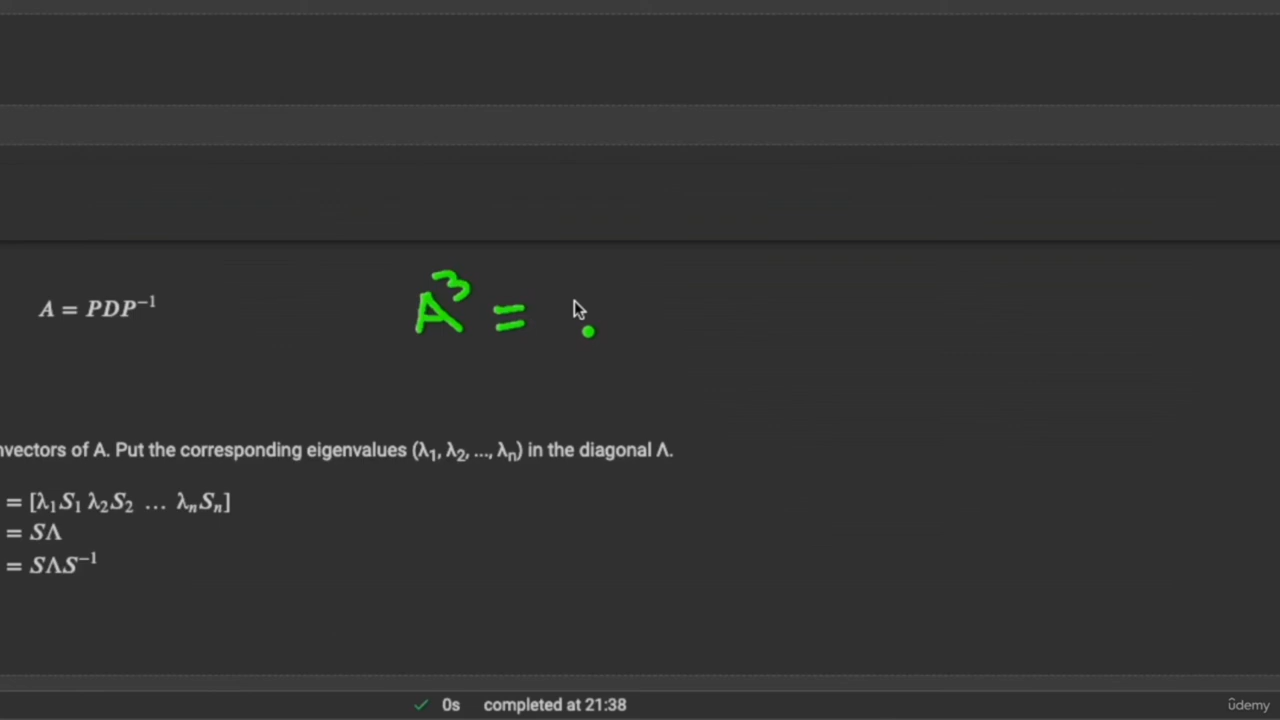 A = PDP⁻¹
A³ = .
nvectors of A. Put the corresponding eigenvalues (λ₁, λ₂, ..., λₙ) in the diagonal Λ.
= [λ₁S₁ λ₂S₂ … λₙSₙ]
= SΛ
= SΛS⁻¹
✓ 0s completed at 21:38
ûdemy